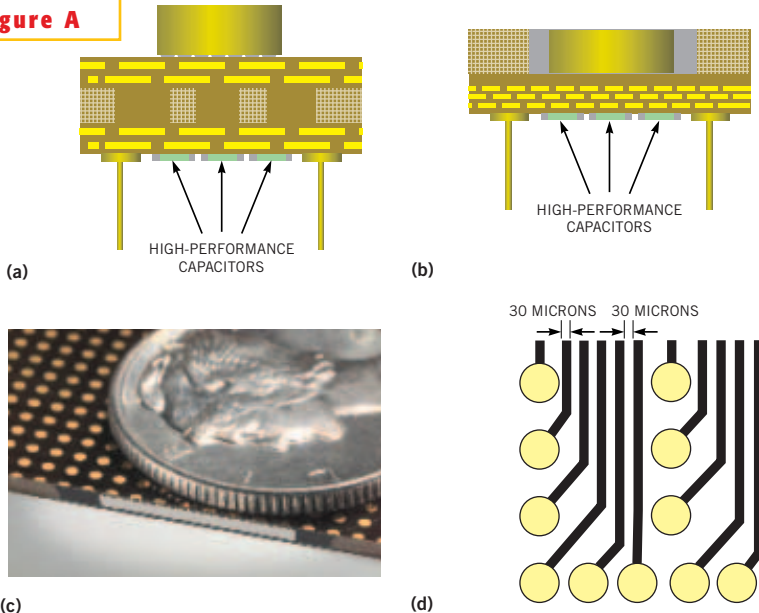 gure A
HIGH-PERFORMANCE
CAPACITORS
(a)
HIGH-PERFORMANCE
CAPACITORS
(b)
(c)
30 MICRONS 30 MICRONS
(d)